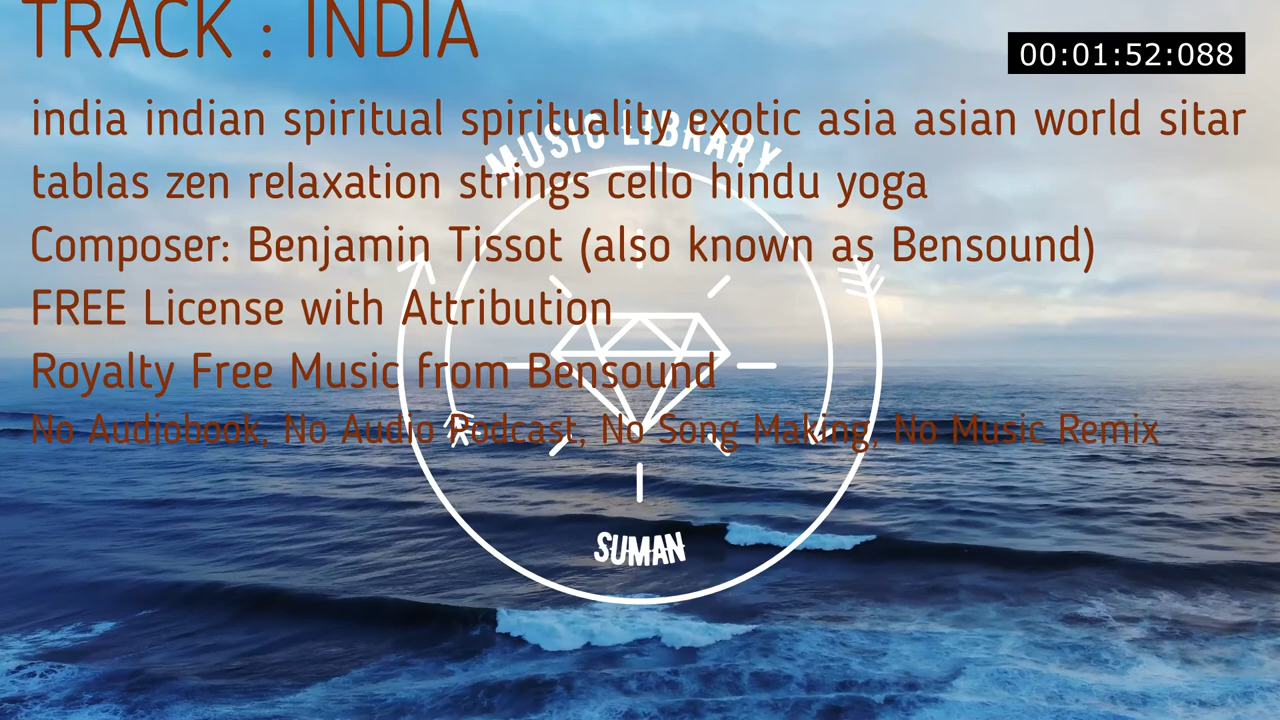 TRACK : INDIA
00:01:52:088
india indian spiritual spirituality exotic asia asian world sitar
tablas zen relaxation strings cello hindu yoga
Composer: Benjamin Tissot (also known as Bensound)
FREE License with Attribution
Royalty Free Music from Bensound
No Audiobook, No Audio Podcast, No Song Making, No Music Remix
MUSIC LIBRARY
SUMAN